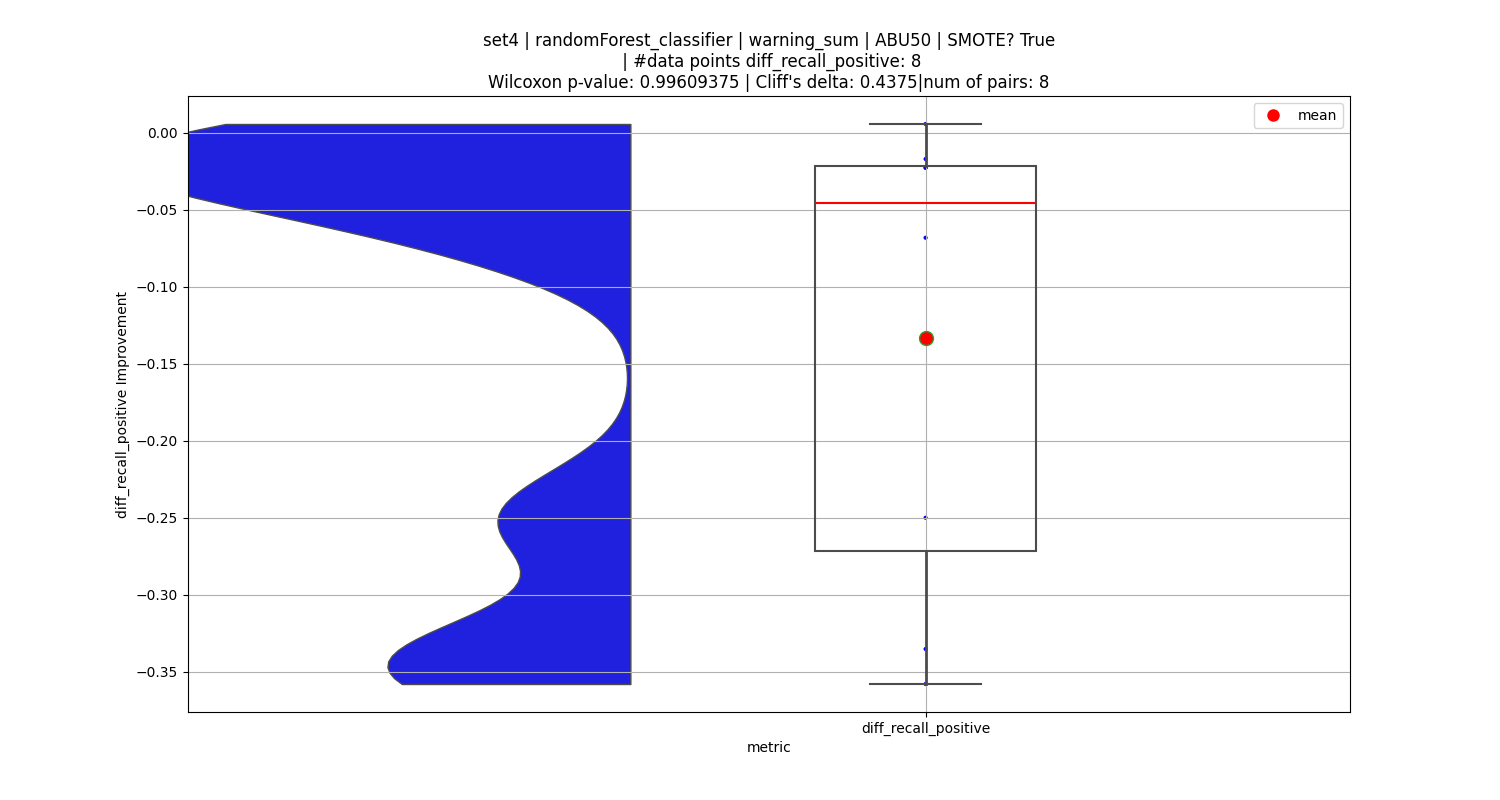 set4 | randomForest_classifier | warning_sum | ABU50 | SMOTE? True
| #data points diff_recall_positive: 8
Wilcoxon p-value: 0.99609375 | Cliff's delta: 0.4375|num of pairs: 8
mean
0.00
−0.05
−0.10
−0.15
−0.20
−0.25
−0.30
−0.35
diff_recall_positive Improvement
diff_recall_positive
metric